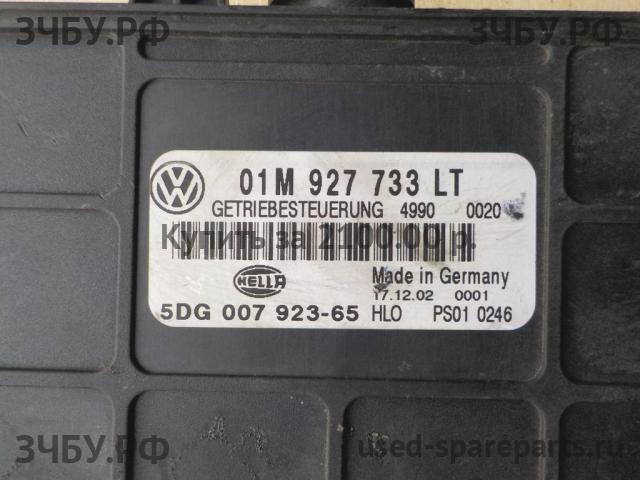 ЗЧБУ.РФ
ЗЧБУ.РФ
VW
01M 927 733 LT
GETRIEBESTEUERUNG 4990 0020
Купить за 2100.00 р.
HELLA
Made in Germany
17.12.02 0001
5DG 007 923-65 HLO PS01 0246
ЗЧБУ.РФ
used-spareparts.ru